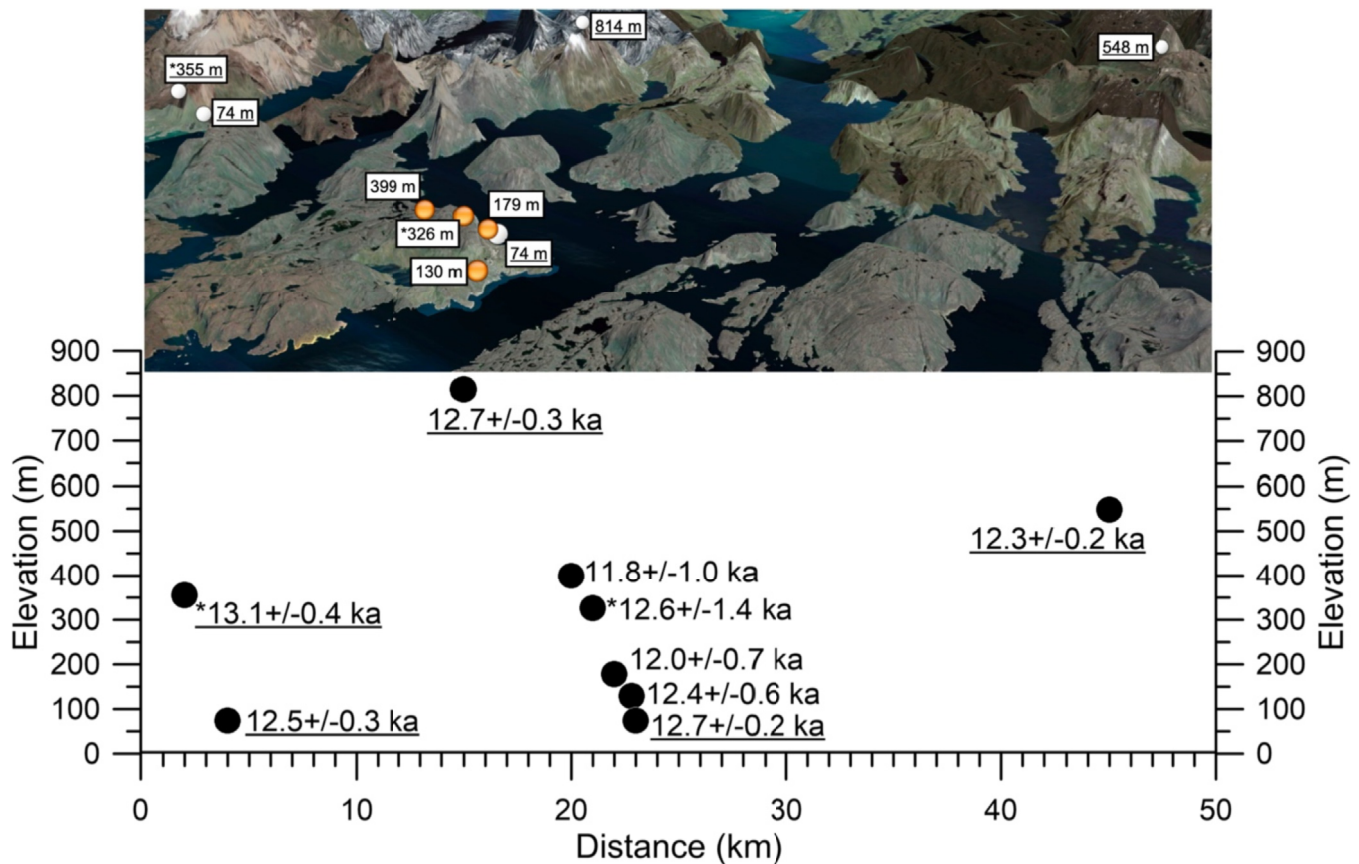 814 m
548 m
*355 m
74 m
399 m
179 m
*326 m
74 m
130 m
900
800
700
600
500
400
300
200
100
0
Elevation (m)
900
800
700
600
500
400
300
200
100
0
Elevation (m)
12.7+/-0.3 ka
12.3+/-0.2 ka
11.8+/-1.0 ka
*12.6+/-1.4 ka
*13.1+/-0.4 ka
12.0+/-0.7 ka
12.4+/-0.6 ka
12.5+/-0.3 ka
12.7+/-0.2 ka
0 10 20 30 40 50
Distance (km)